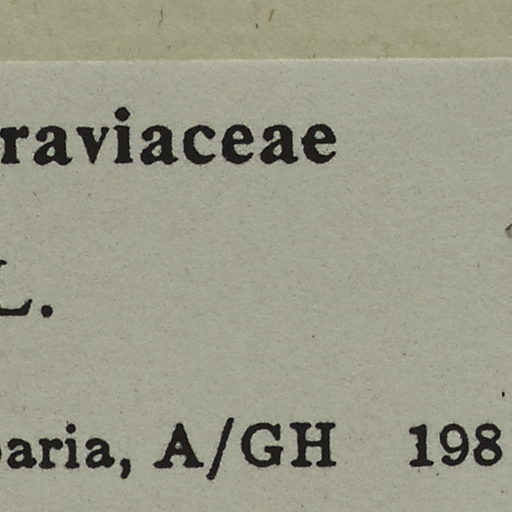 raviaceae
L.
aria, A/GH 198